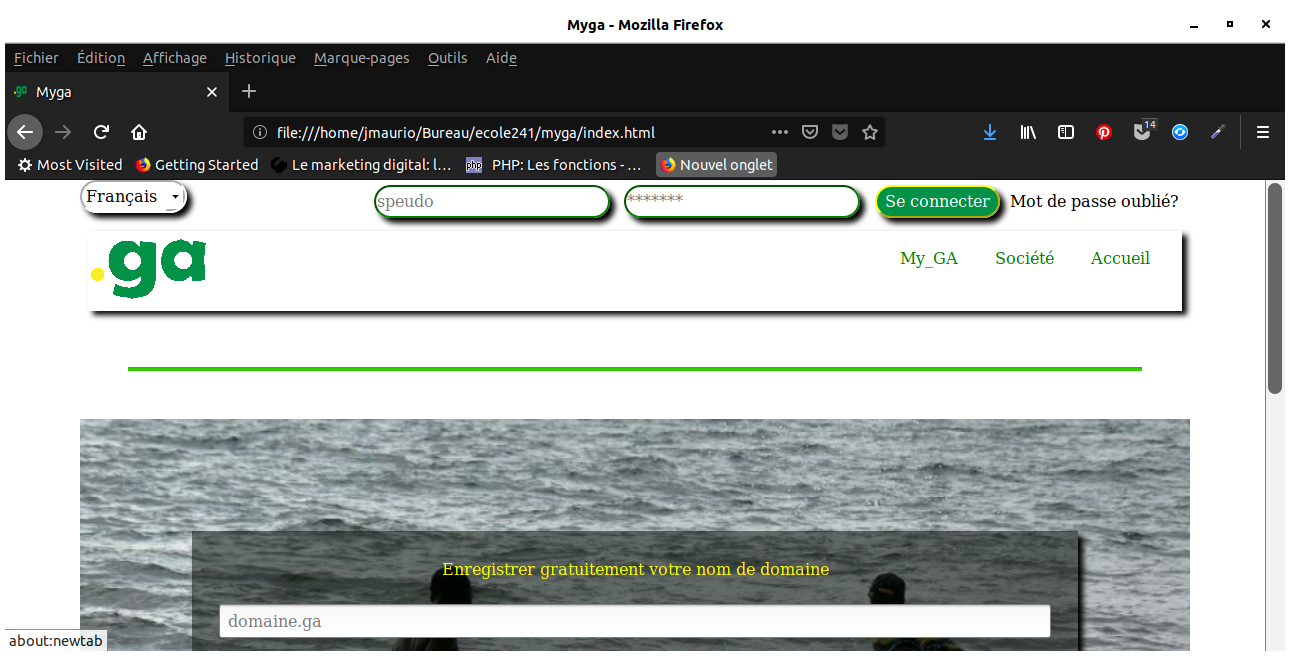 Myga - Mozilla Firefox
Fichier Édition Affichage Historique Marque-pages Outils Aide
.ga Myga
file:///home/jmaurio/Bureau/ecole241/myga/index.html 14
Most Visited Getting Started Le marketing digital: l… php PHP: Les fonctions - … Nouvel onglet
Français speudo ******* Se connecter Mot de passe oublié?
.ga My_GA Société Accueil
Enregistrer gratuitement votre nom de domaine
domaine.ga
about:newtab